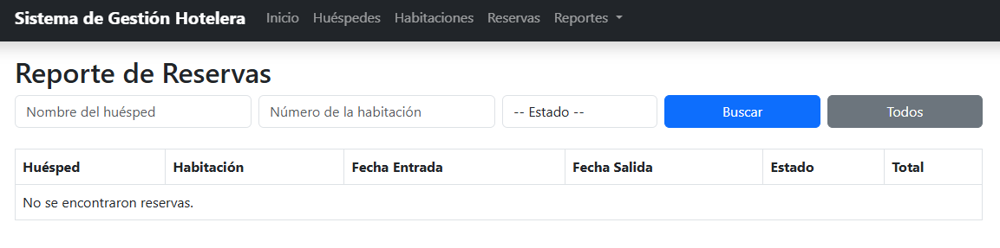 Sistema de Gestión Hotelera Inicio Huéspedes Habitaciones Reservas Reportes
Reporte de Reservas
Nombre del huésped Número de la habitación -- Estado -- Buscar Todos
Huésped Habitación Fecha Entrada Fecha Salida Estado Total
No se encontraron reservas.